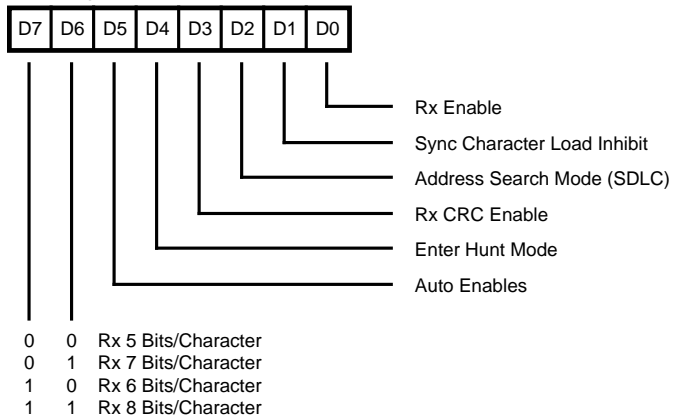 D7 D6 D5 D4 D3 D2 D1 D0
Rx Enable
Sync Character Load Inhibit
Address Search Mode (SDLC)
Rx CRC Enable
Enter Hunt Mode
Auto Enables
0 0 Rx 5 Bits/Character
0 1 Rx 7 Bits/Character
1 0 Rx 6 Bits/Character
1 1 Rx 8 Bits/Character